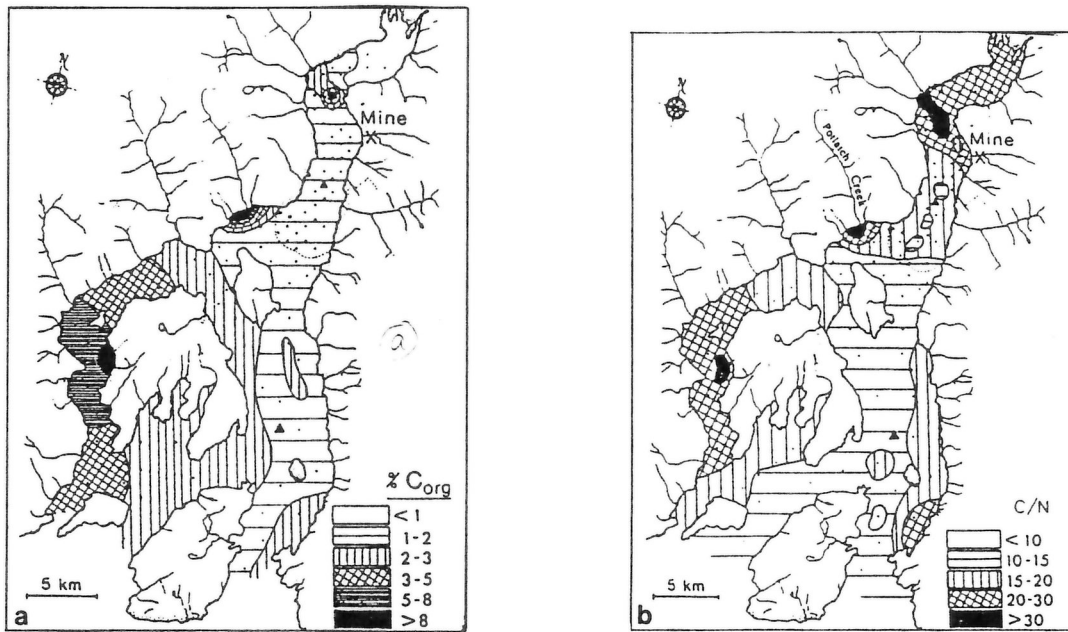 N
Mine
a
% Corg
<1
1-2
2-3
3-5
5-8
>8
5 km
a
N
Potlatch
Creek
Mine
C/N
<10
10-15
15-20
20-30
>30
5 km
b